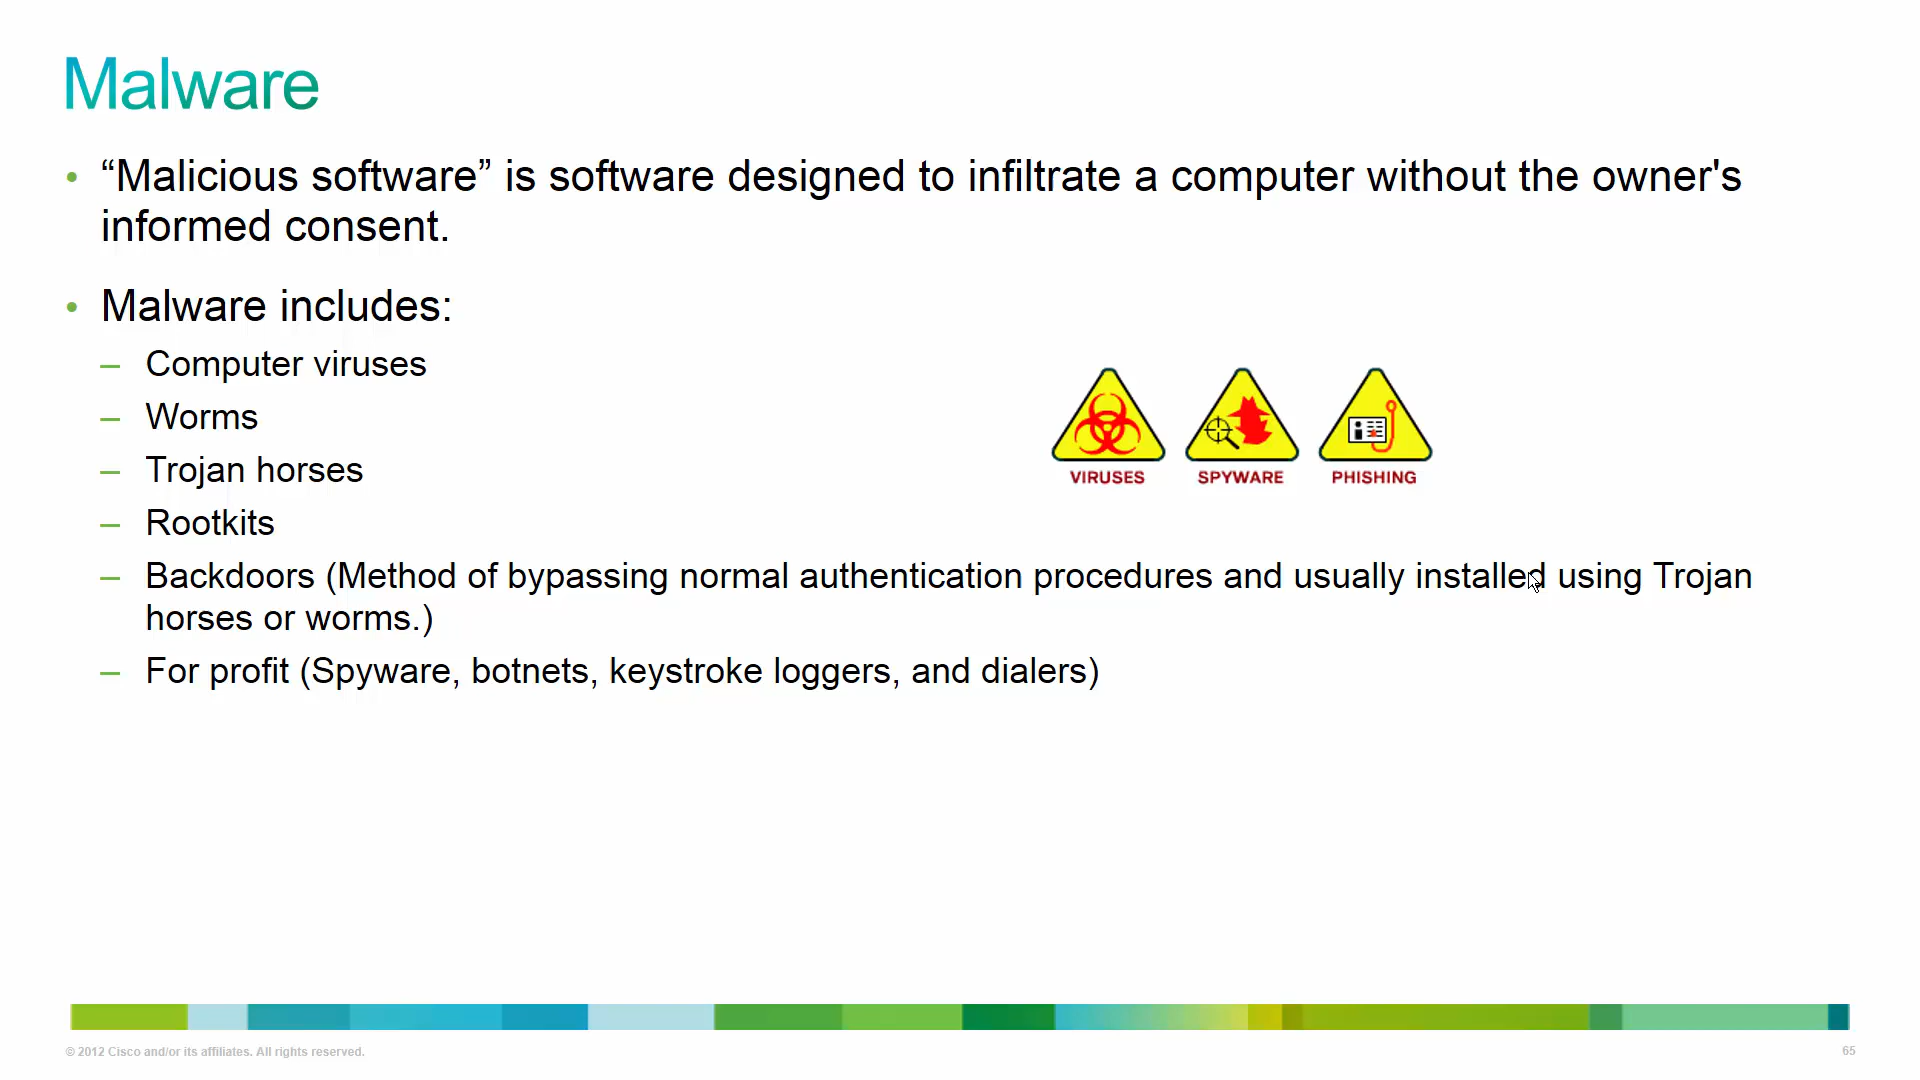 Malware
• “Malicious software” is software designed to infiltrate a computer without the owner's
informed consent.
• Malware includes:
– Computer viruses
– Worms
– Trojan horses
– Rootkits
– Backdoors (Method of bypassing normal authentication procedures and usually installed using Trojan
horses or worms.)
– For profit (Spyware, botnets, keystroke loggers, and dialers)
VIRUSES SPYWARE PHISHING
© 2012 Cisco and/or its affiliates. All rights reserved. 65